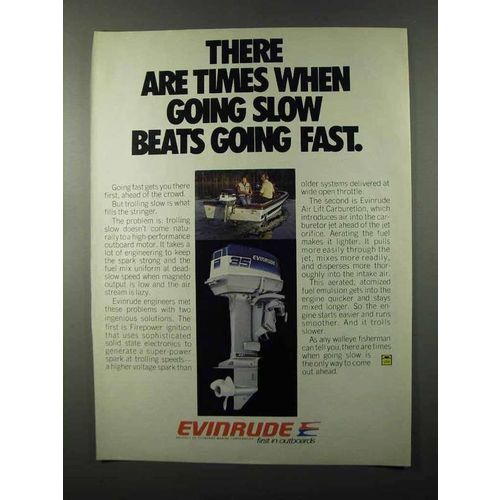 THERE
ARE TIMES WHEN
GOING SLOW
BEATS GOING FAST.
Going fast gets you there
first, ahead of the crowd.
But trolling slow is what
fills the stringer.
The problem is: trolling
slow doesn't come natu-
rally to a high-performance
outboard motor. It takes a
lot of engineering to keep
the spark strong and the
fuel mix uniform at dead-
slow speed when magneto
output is low and the air
stream is lazy.
Evinrude engineers met
these problems with two
ingenious solutions. The
first is Firepower ignition
that uses sophisticated
solid state electronics to
generate a super-power
spark at trolling speeds--
a higher voltage spark than
older systems delivered at
wide open throttle.
The second is Evinrude
Air Lift Carburetion, which
introduces air into the car-
buretor jet ahead of the jet
orifice. Aerating the fuel
makes it lighter. It pulls
more easily through the
jet, mixes more readily,
and disperses more thor-
oughly into the intake air.
This aerated, atomized
fuel emulsion gets into the
engine quicker and stays
mixed longer. So the en-
gine starts easier and runs
smoother. And it trolls
slower.
As any walleye fisherman
can tell you, there are times
when going slow is
the only way to come
out ahead.
35 EVINRUDE
EVINRUDE
first in outboards